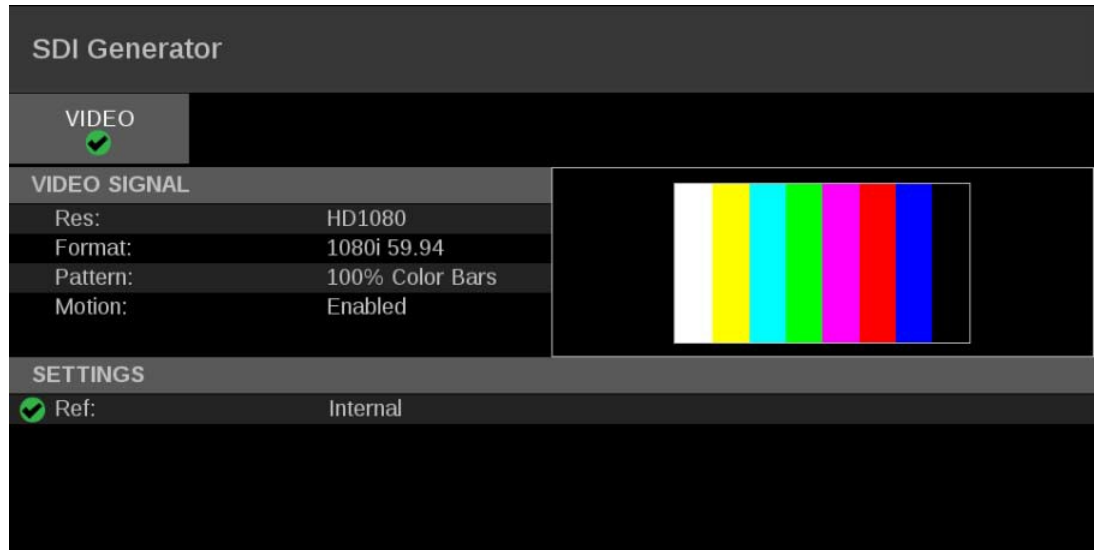 SDI Generator
VIDEO
VIDEO SIGNAL
Res: HD1080
Format: 1080i 59.94
Pattern: 100% Color Bars
Motion: Enabled
SETTINGS
Ref: Internal